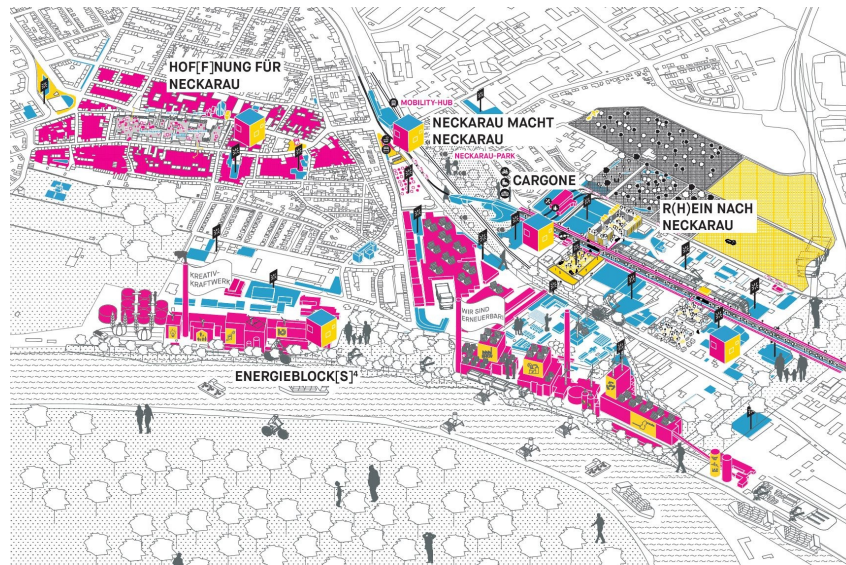 HOF[F]NUNG FÜR
NECKARAU
MOBILITY-HUB
NECKARAU MACHT
NECKARAU
NECKARAU-PARK
CARGONE
R(H)EIN NACH
NECKARAU
KREATIV-
KRAFTWERK
WIR SIND
ERNEUERBAR!
ENERGIEBLOCK[S]⁴